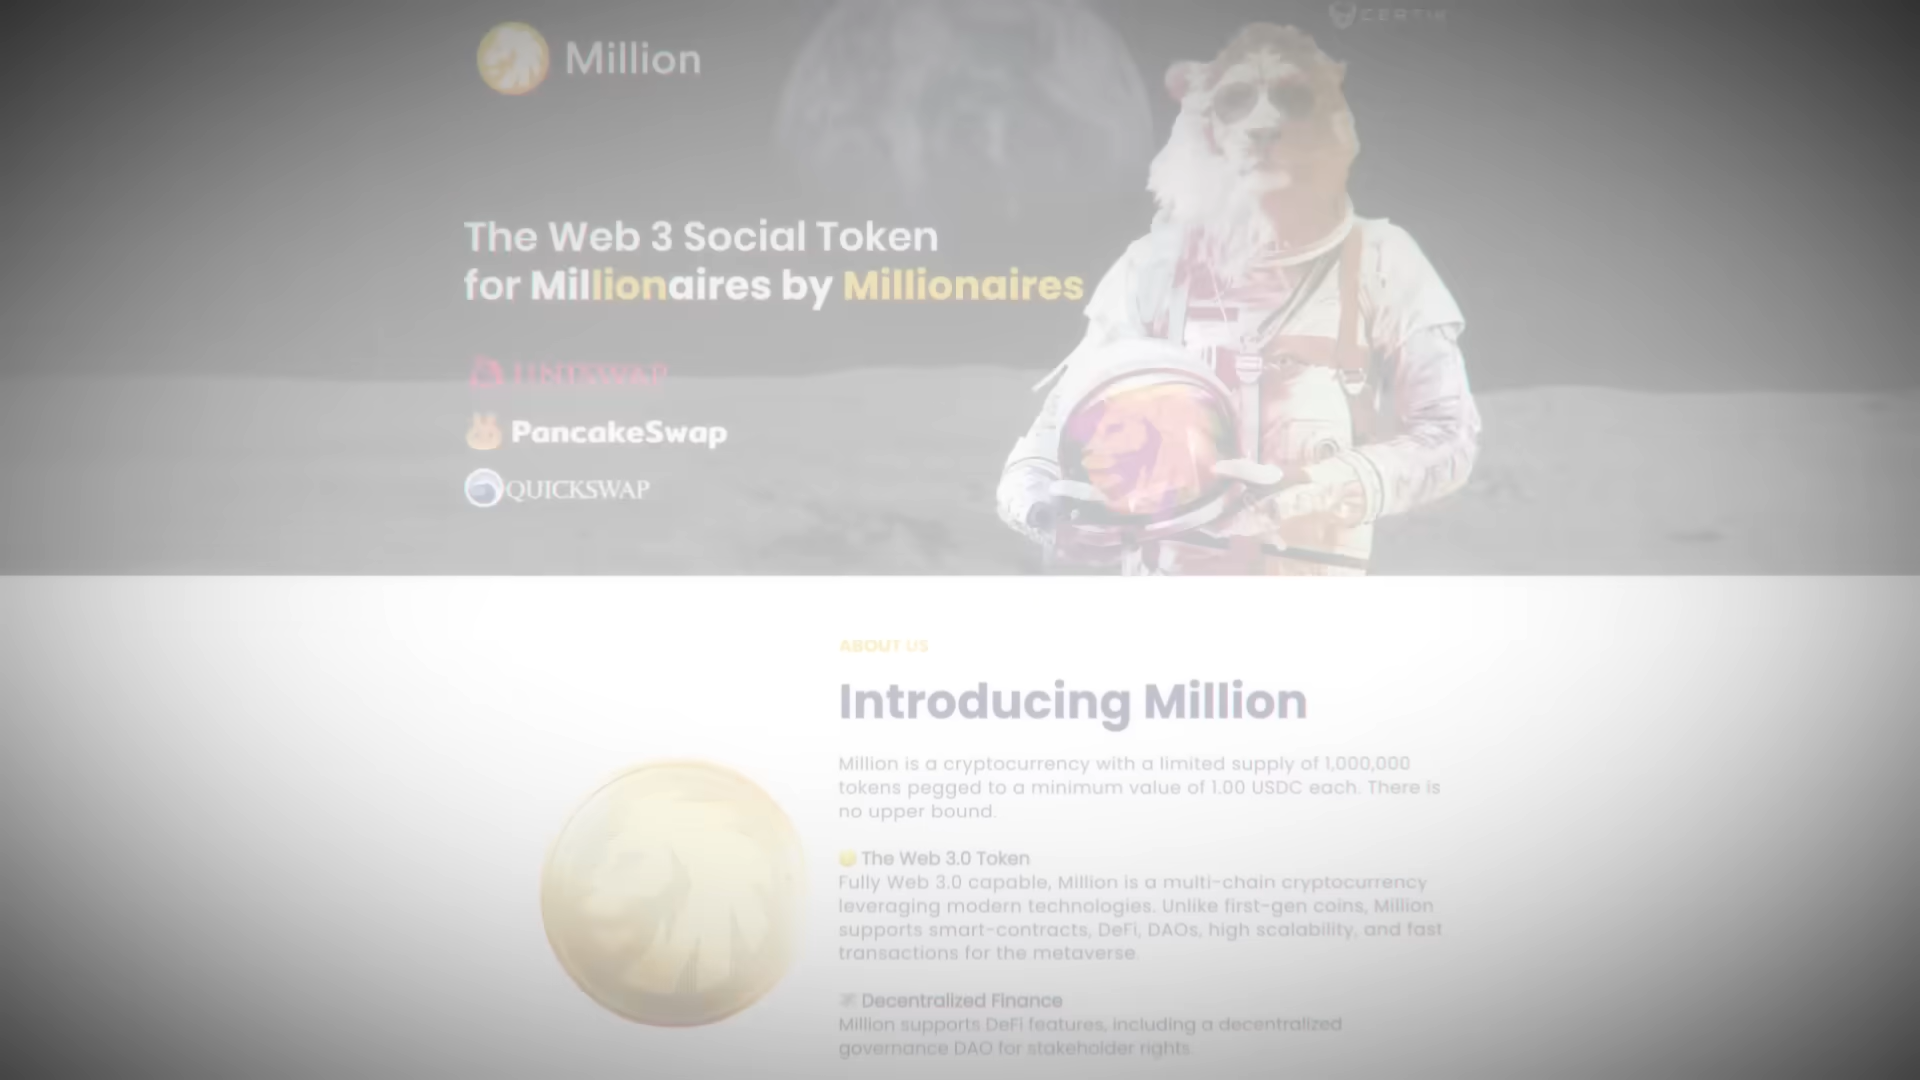 Million
CERTIK
The Web 3 Social Token
for Millionaires by Millionaires
UNISWAP
PancakeSwap
QUICKSWAP
ABOUT US
Introducing Million
Million is a cryptocurrency with a limited supply of 1,000,000
tokens pegged to a minimum value of 1.00 USDC each. There is
no upper bound.
The Web 3.0 Token
Fully Web 3.0 capable, Million is a multi-chain cryptocurrency
leveraging modern technologies. Unlike first-gen coins, Million
supports smart-contracts, DeFi, DAOs, high scalability, and fast
transactions for the metaverse.
Decentralized Finance
Million supports DeFi features, including a decentralized
governance DAO for stakeholder rights.